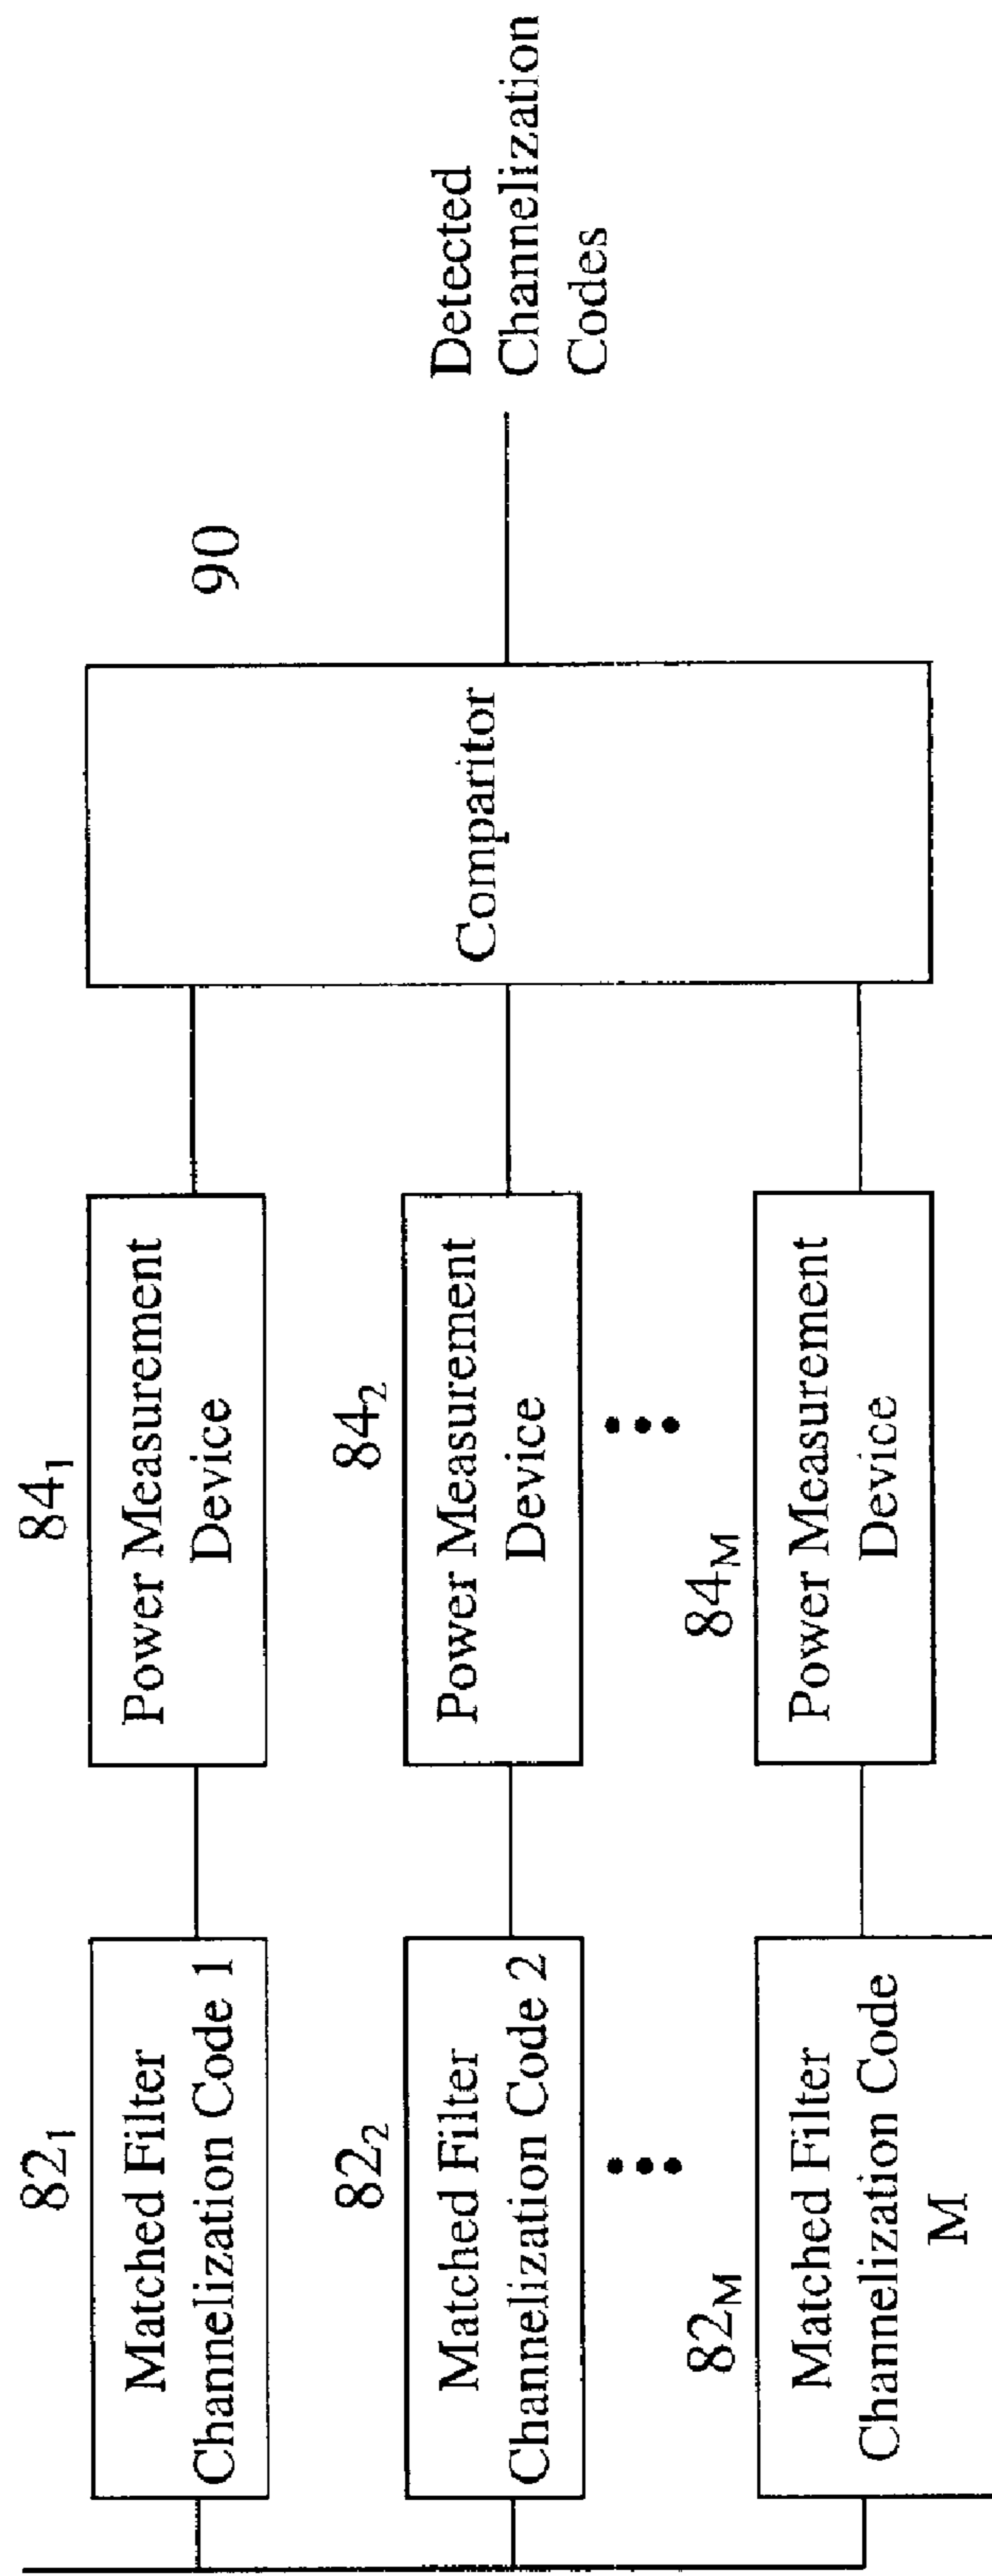 82₁
Matched Filter
Channelization Code 1
84₁
Power Measurement
Device
82₂
Matched Filter
Channelization Code 2
84₂
Power Measurement
Device
82M
Matched Filter
Channelization Code
M
84M
Power Measurement
Device
Comparitor
90
Detected
Channelization
Codes